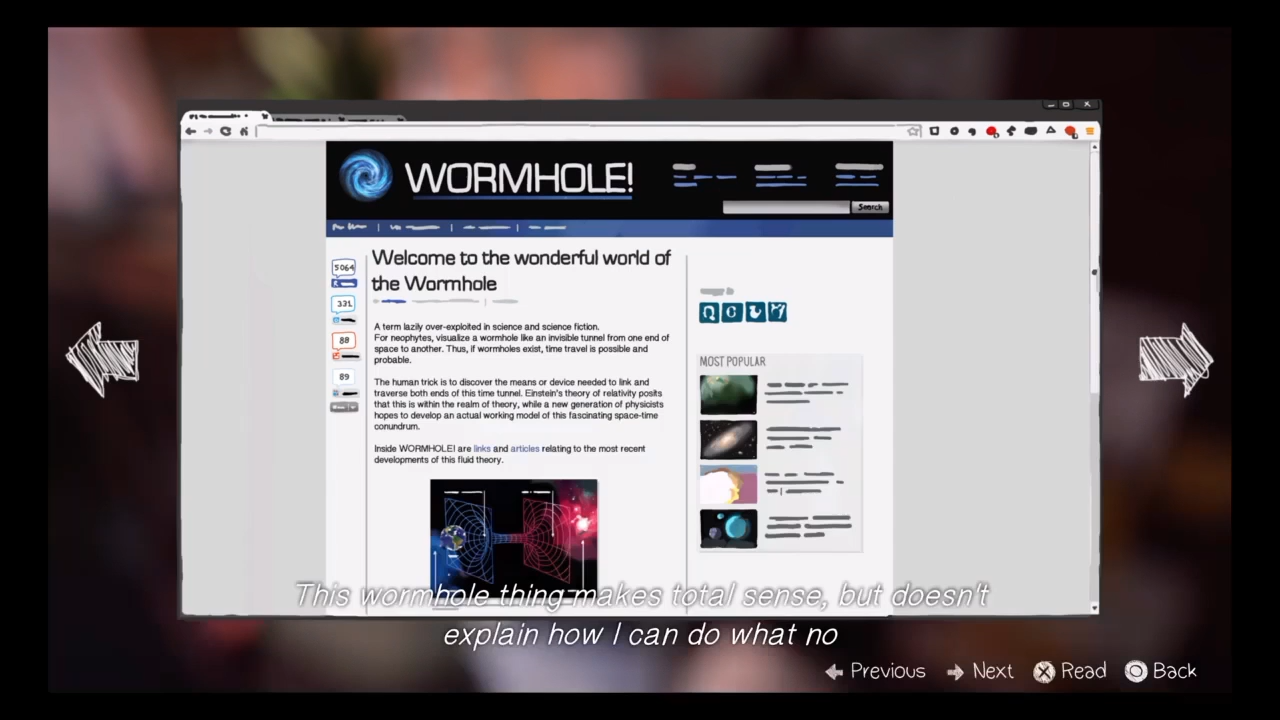 WORMHOLE!
Search
Welcome to the wonderful world of
the Wormhole
5064
331
88
89
A term lazily over-exploited in science and science fiction.
For neophytes, visualize a wormhole like an invisible tunnel from one end of
space to another. Thus, if wormholes exist, time travel is possible and
probable.
The human trick is to discover the means or device needed to link and
traverse both ends of this time tunnel. Einstein's theory of relativity posits
that this is within the realm of theory, while a new generation of physicists
hopes to develop an actual working model of this fascinating space-time
conundrum.
Inside WORMHOLE! are links and articles relating to the most recent
developments of this fluid theory.
MOST POPULAR
This wormhole thing makes total sense, but doesn't
explain how I can do what no
Previous
Next
Read
Back